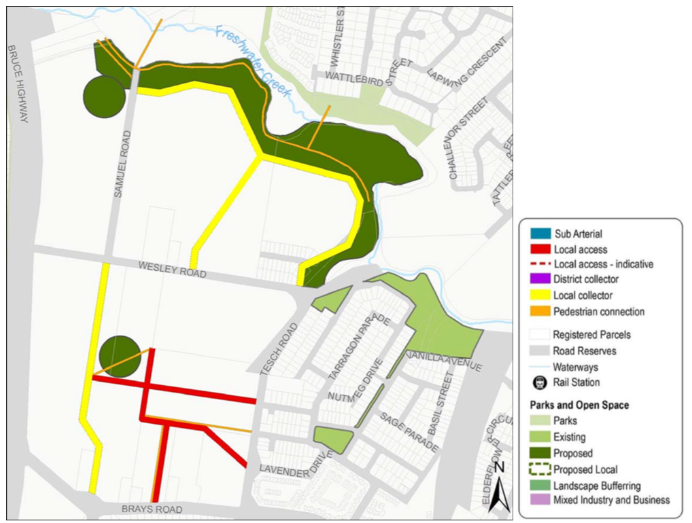 BRUCE HIGHWAY
Freshwater Creek
WHISTLER ST
WATTLEBIRD STREET
LAPWING CRESCENT
CHALLENOR STREET
SAMUEL ROAD
WESLEY ROAD
TESCH ROAD
TARRAGON PARADE
VANILLA AVENUE
NUTMEG DRIVE
BASIL STREET
SAGE PARADE
LAVENDER DRIVE
BRAYS ROAD
N
Sub Arterial
Local access
Local access - indicative
District collector
Local collector
Pedestrian connection
Registered Parcels
Road Reserves
Waterways
Rail Station
Parks and Open Space
Parks
Existing
Proposed
Proposed Local
Landscape Bufferring
Mixed Industry and Business